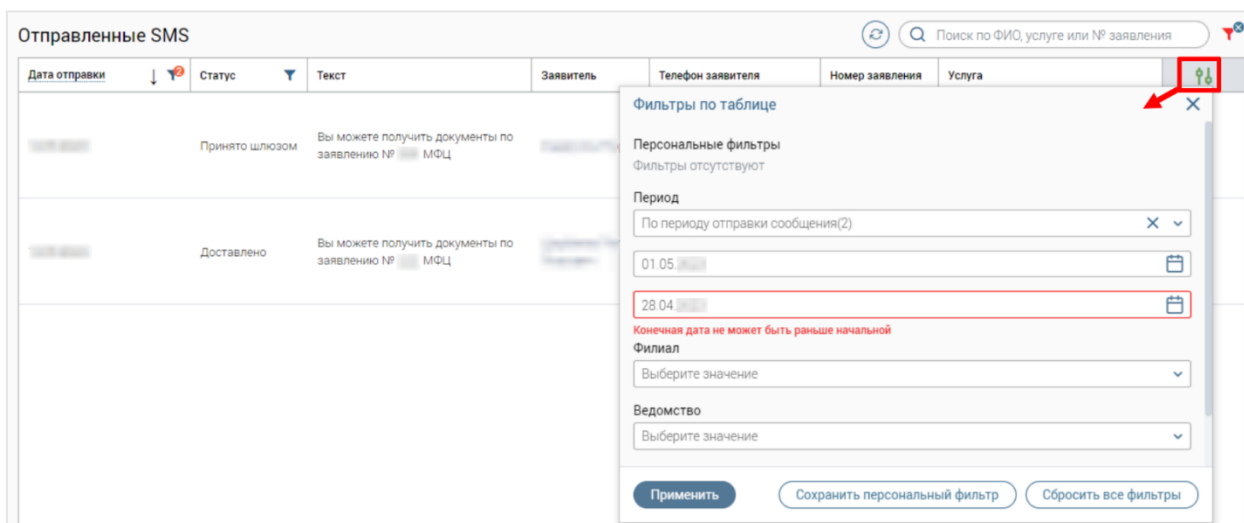 Отправленные SMS
Поиск по ФИО, услуге или № заявления
Дата отправки
2
Статус
Текст
Заявитель
Телефон заявителя
Номер заявления
Услуга
Принято шлюзом
Вы можете получить документы по
заявлению № МФЦ
Доставлено
Вы можете получить документы по
заявлению № МФЦ
Фильтры по таблице
Персональные фильтры
Фильтры отсутствуют
Период
По периоду отправки сообщения(2)
01.05.
28.04.
Конечная дата не может быть раньше начальной
Филиал
Выберите значение
Ведомство
Выберите значение
Применить
Сохранить персональный фильтр
Сбросить все фильтры